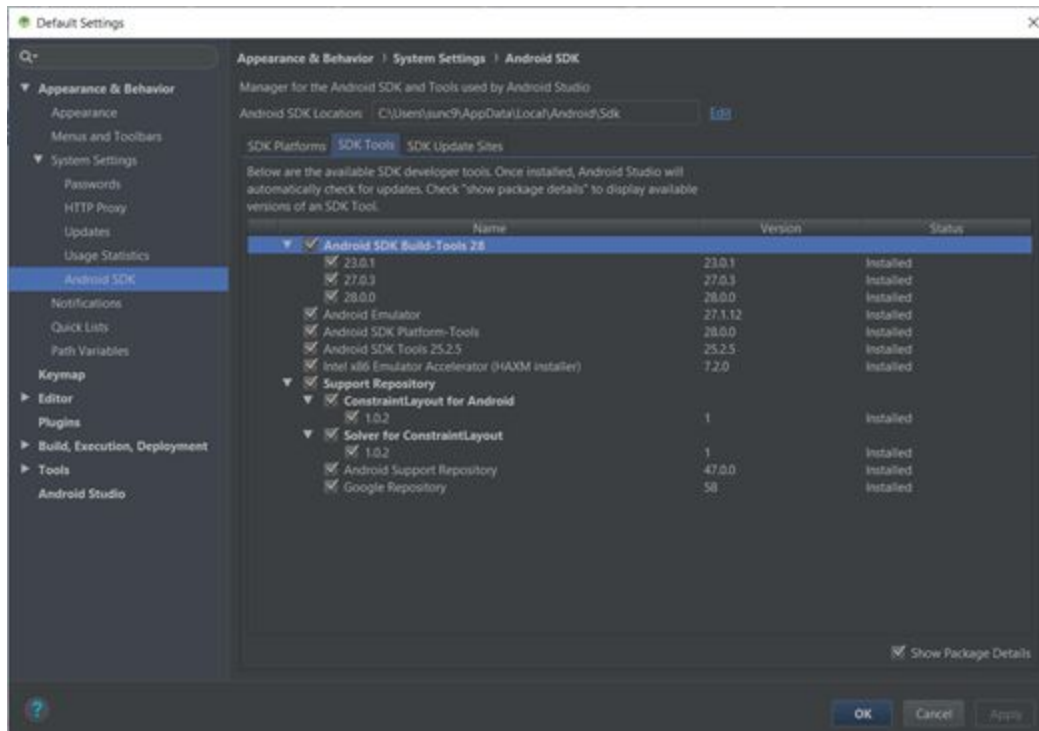 Default Settings
Appearance & Behavior
Appearance
Menus and Toolbars
System Settings
Passwords
HTTP Proxy
Updates
Usage Statistics
Android SDK
Notifications
Quick Lists
Path Variables
Keymap
Editor
Plugins
Build, Execution, Deployment
Tools
Android Studio
Appearance & Behavior › System Settings › Android SDK
Manager for the Android SDK and Tools used by Android Studio
Android SDK Location: C:\Users\sunc9\AppData\Local\Android\Sdk Edit
SDK Platforms SDK Tools SDK Update Sites
Below are the available SDK developer tools. Once installed, Android Studio will
automatically check for updates. Check "show package details" to display available
versions of an SDK Tool.
Name Version Status
Android SDK Build-Tools 28
23.0.1 23.0.1 Installed
27.0.3 27.0.3 Installed
28.0.0 28.0.0 Installed
Android Emulator 27.1.12 Installed
Android SDK Platform-Tools 28.0.0 Installed
Android SDK Tools 25.2.5 25.2.5 Installed
Intel x86 Emulator Accelerator (HAXM installer) 7.2.0 Installed
Support Repository
ConstraintLayout for Android
1.0.2 1 Installed
Solver for ConstraintLayout
1.0.2 1 Installed
Android Support Repository 47.0.0 Installed
Google Repository 58 Installed
Show Package Details
? OK Cancel Apply